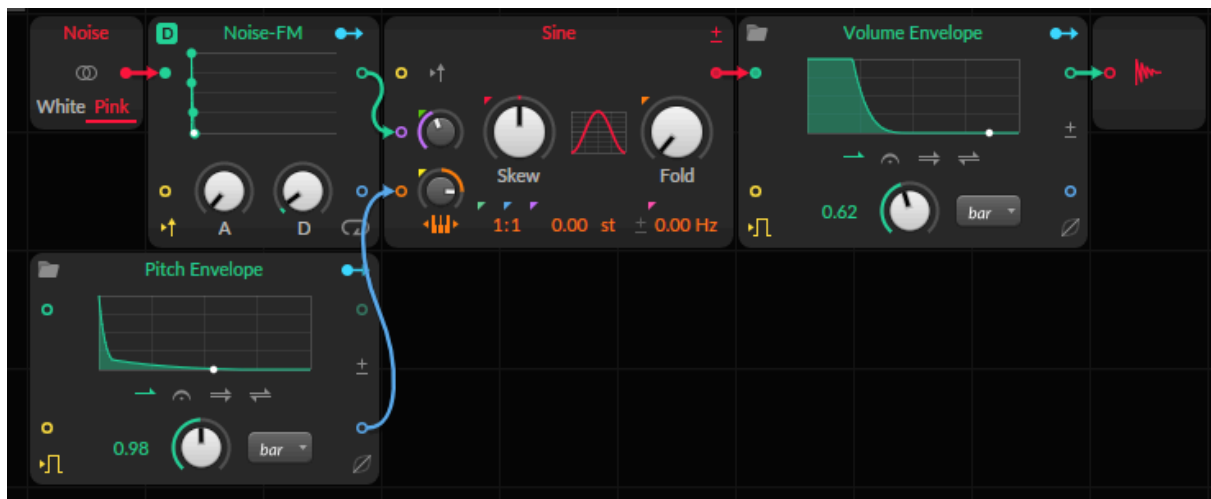 Noise
White Pink
D Noise-FM
A D
Sine
±
Skew Fold
1:1 0.00 st ± 0.00 Hz
Volume Envelope
±
0.62 bar
Pitch Envelope
±
0.98 bar